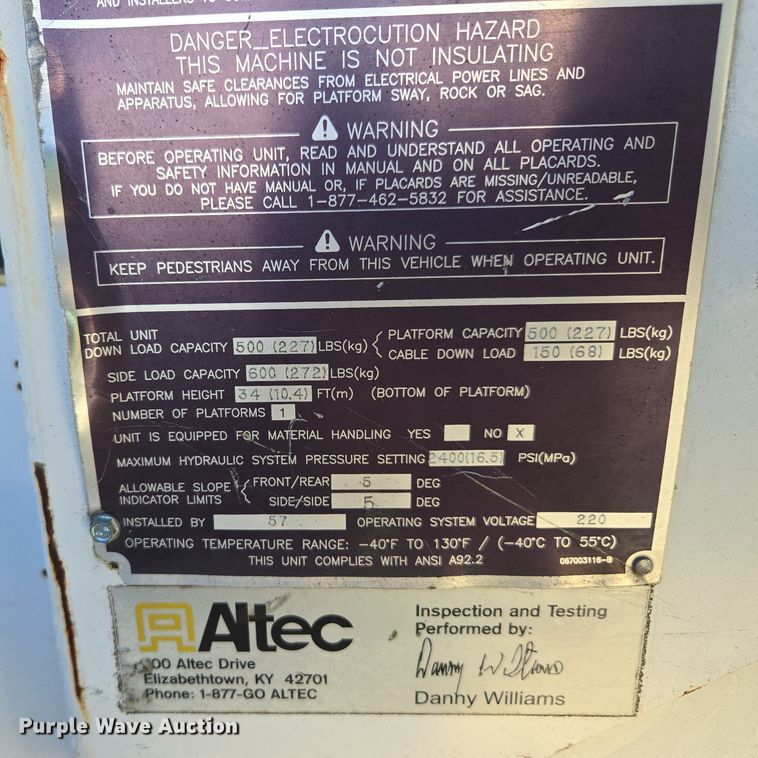 AND INSTALLERS TO
DANGER_ELECTROCUTION HAZARD
THIS MACHINE IS NOT INSULATING
MAINTAIN SAFE CLEARANCES FROM ELECTRICAL POWER LINES AND
APPARATUS, ALLOWING FOR PLATFORM SWAY, ROCK OR SAG.
WARNING
BEFORE OPERATING UNIT, READ AND UNDERSTAND ALL OPERATING AND
SAFETY INFORMATION IN MANUAL AND ON ALL PLACARDS.
IF YOU DO NOT HAVE MANUAL OR, IF PLACARDS ARE MISSING/UNREADABLE,
PLEASE CALL 1-877-462-5832 FOR ASSISTANCE.
WARNING
KEEP PEDESTRIANS AWAY FROM THIS VEHICLE WHEN OPERATING UNIT.
TOTAL UNIT
DOWN LOAD CAPACITY 500 (227) LBS(kg) { PLATFORM CAPACITY 500 (227) LBS(kg)
CABLE DOWN LOAD 150 (68) LBS(kg)
SIDE LOAD CAPACITY 600 (272) LBS(kg)
PLATFORM HEIGHT 34 (10.4) FT(m) (BOTTOM OF PLATFORM)
NUMBER OF PLATFORMS 1
UNIT IS EQUIPPED FOR MATERIAL HANDLING YES NO X
MAXIMUM HYDRAULIC SYSTEM PRESSURE SETTING 2400(16.5) PSI(MPa)
ALLOWABLE SLOPE { FRONT/REAR 5 DEG
INDICATOR LIMITS SIDE/SIDE 5 DEG
INSTALLED BY 57 OPERATING SYSTEM VOLTAGE 220
OPERATING TEMPERATURE RANGE: -40°F TO 130°F / (-40°C TO 55°C)
THIS UNIT COMPLIES WITH ANSI A92.2 067003116-B
Altec
00 Altec Drive
Elizabethtown, KY 42701
Phone: 1-877-GO ALTEC
Inspection and Testing
Performed by:
Danny Williams
Danny Williams
Purple Wave Auction